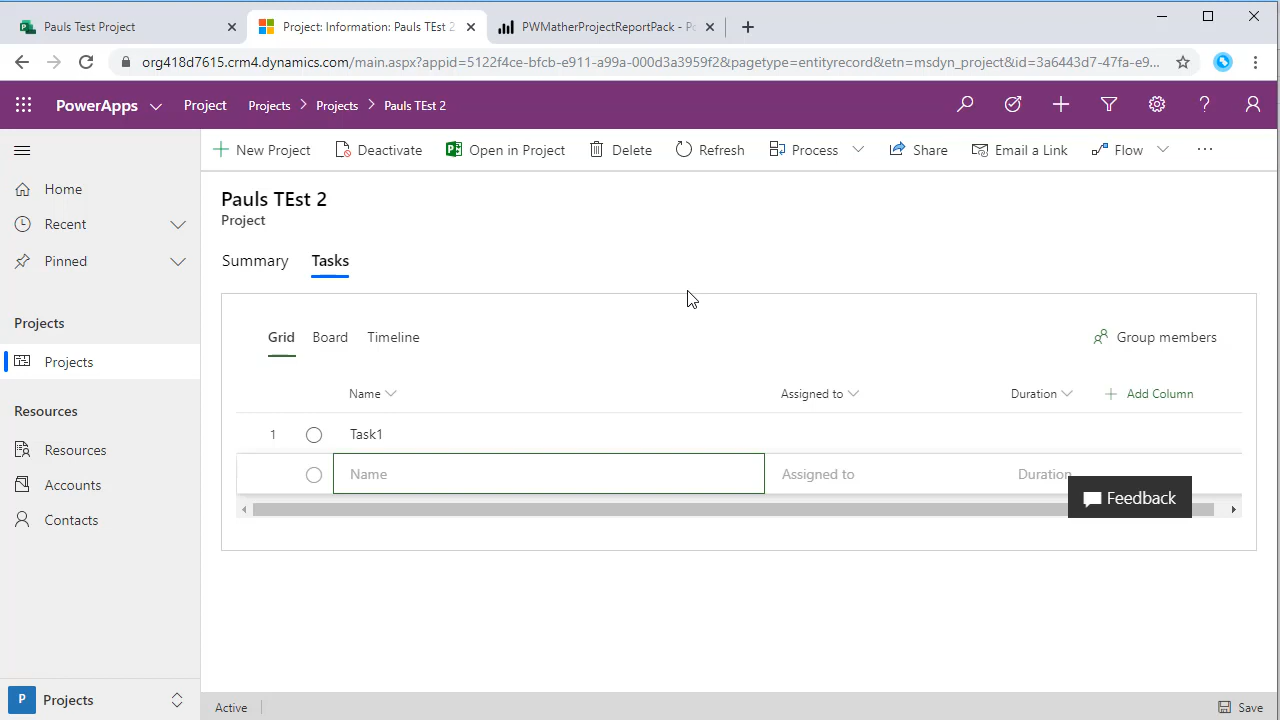 Pauls Test Project
Project: Information: Pauls TEst 2
PWMatherProjectReportPack - Po
org418d7615.crm4.dynamics.com/main.aspx?appid=5122f4ce-bfcb-e911-a99a-000d3a3959f2&pagetype=entityrecord&etn=msdyn_project&id=3a6443d7-47fa-e9...
PowerApps
Project
Projects > Projects > Pauls TEst 2
New Project
Deactivate
Open in Project
Delete
Refresh
Process
Share
Email a Link
Flow
Home
Recent
Pinned
Projects
Projects
Resources
Resources
Accounts
Contacts
P Projects
Pauls TEst 2
Project
Summary
Tasks
Grid
Board
Timeline
Group members
Name
Assigned to
Duration
Add Column
1
Task1
Name
Assigned to
Duration
Feedback
Active
Save